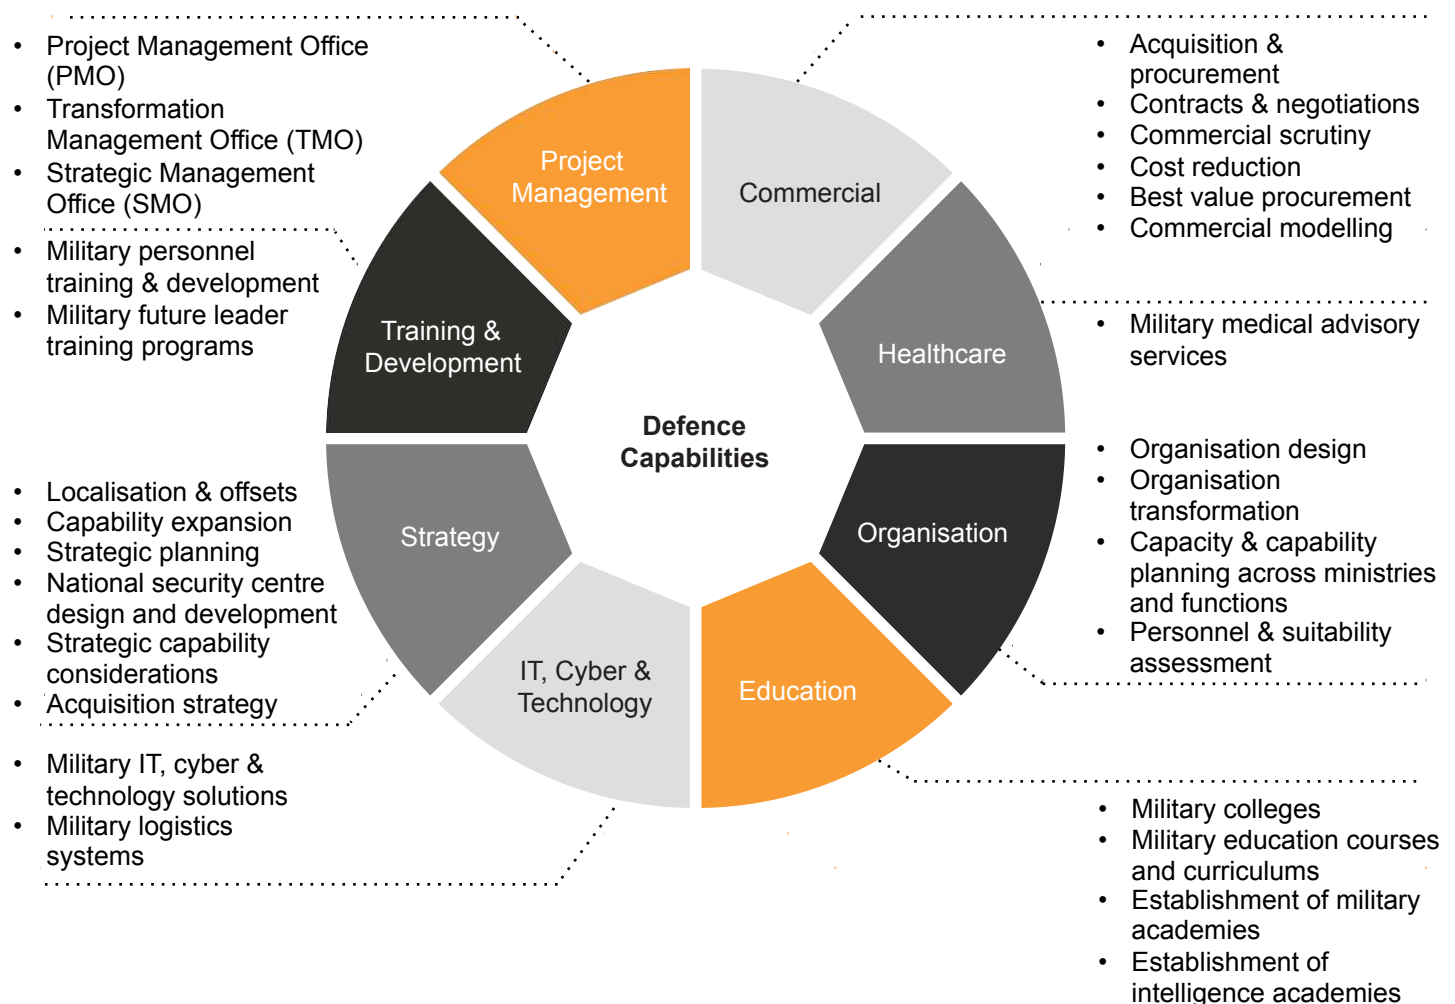 • Project Management Office
(PMO)
• Transformation
Management Office (TMO)
• Strategic Management
Office (SMO)
• Military personnel
training & development
• Military future leader
training programs
• Localisation & offsets
• Capability expansion
• Strategic planning
• National security centre
design and development
• Strategic capability
considerations
• Acquisition strategy
• Military IT, cyber &
technology solutions
• Military logistics
systems
Project
Management
Commercial
Training &
Development
Healthcare
Defence
Capabilities
Strategy
Organisation
IT, Cyber &
Technology
Education
• Acquisition &
procurement
• Contracts & negotiations
• Commercial scrutiny
• Cost reduction
• Best value procurement
• Commercial modelling
• Military medical advisory
services
• Organisation design
• Organisation
transformation
• Capacity & capability
planning across ministries
and functions
• Personnel & suitability
assessment
• Military colleges
• Military education courses
and curriculums
• Establishment of military
academies
• Establishment of
intelligence academies